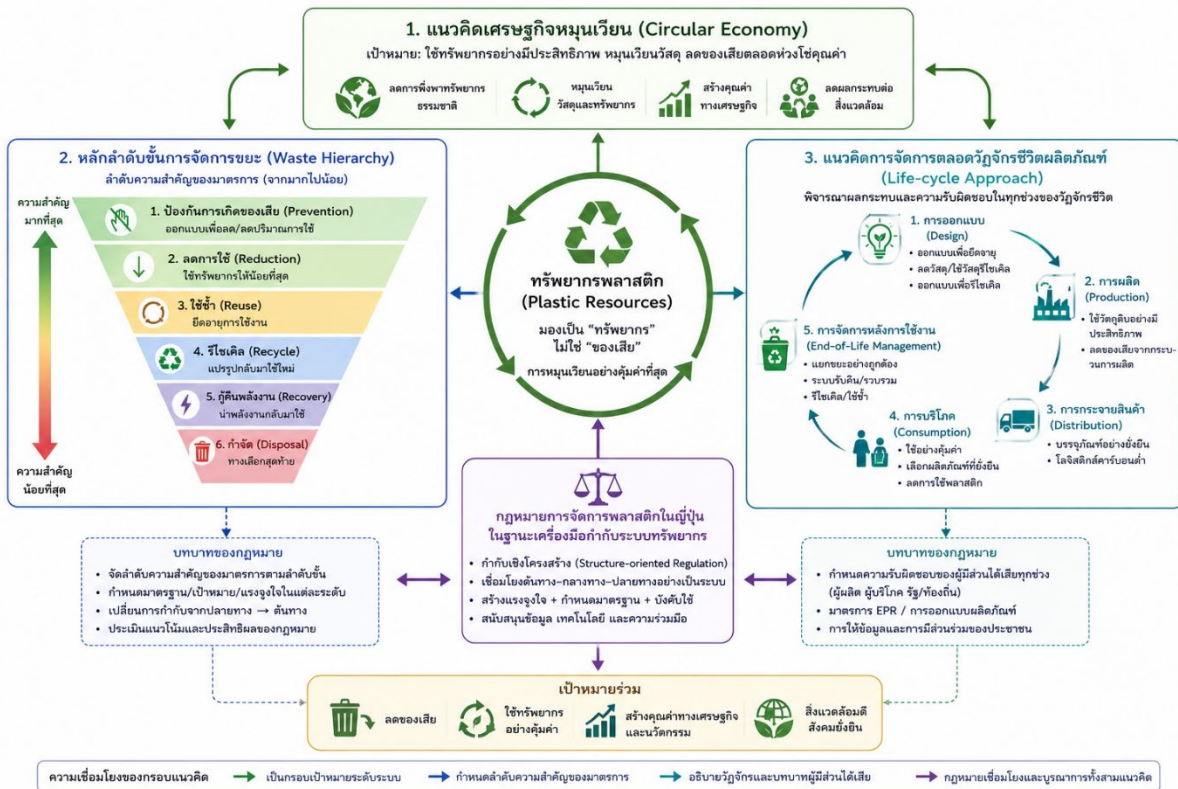 1. แนวคิดเศรษฐกิจหมุนเวียน (Circular Economy)
เป้าหมาย: ใช้ทรัพยากรอย่างมีประสิทธิภาพ หมุนเวียนวัสดุ ลดของเสียตลอดห่วงโซ่คุณค่า
ลดการพึ่งพาทรัพยากร
ธรรมชาติ
หมุนเวียน
วัสดุและทรัพยากร
สร้างคุณค่า
ทางเศรษฐกิจ
ลดผลกระทบต่อ
สิ่งแวดล้อม
2. หลักลำดับขั้นการจัดการขยะ (Waste Hierarchy)
ลำดับความสำคัญของมาตรการ (จากมากไปน้อย)
ความสำคัญ
มากที่สุด
1. ป้องกันการเกิดของเสีย (Prevention)
ออกแบบเพื่อลด/ลดปริมาณการใช้
2. ลดการใช้ (Reduction)
ใช้ทรัพยากรให้น้อยที่สุด
3. ใช้ซ้ำ (Reuse)
ยืดอายุการใช้งาน
4. รีไซเคิล (Recycle)
แปรรูปกลับมาใช้ใหม่
5. กู้คืนพลังงาน (Recovery)
นำพลังงานกลับมาใช้
6. กำจัด (Disposal)
ทางเลือกสุดท้าย
ความสำคัญ
น้อยที่สุด
ทรัพยากรพลาสติก
(Plastic Resources)
มองเป็น "ทรัพยากร"
ไม่ใช่ "ของเสีย"
การหมุนเวียนอย่างคุ้มค่าที่สุด
3. แนวคิดการจัดการตลอดวัฏจักรชีวิตผลิตภัณฑ์
(Life-cycle Approach)
พิจารณาผลกระทบและความรับผิดชอบในทุกช่วงของวัฏจักรชีวิต
1. การออกแบบ
(Design)
• ออกแบบเพื่อยืดอายุ
• ลดวัสดุ/ใช้วัสดุรีไซเคิล
• ออกแบบเพื่อรีไซเคิล
2. การผลิต
(Production)
• ใช้วัตถุดิบอย่างมี
ประสิทธิภาพ
• ลดของเสียจากกระบ-
วนการผลิต
3. การกระจายสินค้า
(Distribution)
• บรรจุภัณฑ์อย่างยั่งยืน
• โลจิสติกส์คาร์บอนต่ำ
4. การบริโภค
(Consumption)
• ใช้อย่างคุ้มค่า
• เลือกผลิตภัณฑ์ที่ยั่งยืน
• ลดการใช้พลาสติก
5. การจัดการหลังการใช้งาน
(End-of-Life Management)
• แยกขยะอย่างถูกต้อง
• ระบบรับคืน/รวบรวม
• รีไซเคิล/ใช้ซ้ำ
บทบาทของกฎหมาย
• จัดลำดับความสำคัญของมาตรการตามลำดับขั้น
• กำหนดมาตรฐาน/เป้าหมาย/แรงจูงใจในแต่ละระดับ
• เปลี่ยนการกำกับจากปลายทาง → ต้นทาง
• ประเมินแนวโน้มและประสิทธิผลของกฎหมาย
กฎหมายการจัดการพลาสติกในญี่ปุ่น
ในฐานะเครื่องมือกำกับระบบทรัพยากร
• กำกับเชิงโครงสร้าง (Structure-oriented Regulation)
• เชื่อมโยงต้นทาง–กลางทาง–ปลายทางอย่างเป็นระบบ
• สร้างแรงจูงใจ + กำหนดมาตรฐาน + บังคับใช้
• สนับสนุนข้อมูล เทคโนโลยี และความร่วมมือ
บทบาทของกฎหมาย
• กำหนดความรับผิดชอบของผู้มีส่วนได้เสียทุกช่วง
(ผู้ผลิต ผู้บริโภค รัฐ/ท้องถิ่น)
• มาตรการ EPR / การออกแบบผลิตภัณฑ์
• การให้ข้อมูลและการมีส่วนร่วมของประชาชน
เป้าหมายร่วม
ลดของเสีย
ใช้ทรัพยากร
อย่างคุ้มค่า
สร้างคุณค่าทางเศรษฐกิจ
และนวัตกรรม
สิ่งแวดล้อมดี
สังคมยั่งยืน
ความเชื่อมโยงของกรอบแนวคิด → เป็นกรอบเป้าหมายระดับระบบ → กำหนดลำดับความสำคัญของมาตรการ → อธิบายวัฏจักรและบทบาทผู้มีส่วนได้เสีย → กฎหมายเชื่อมโยงและบูรณาการทั้งสามแนวคิด